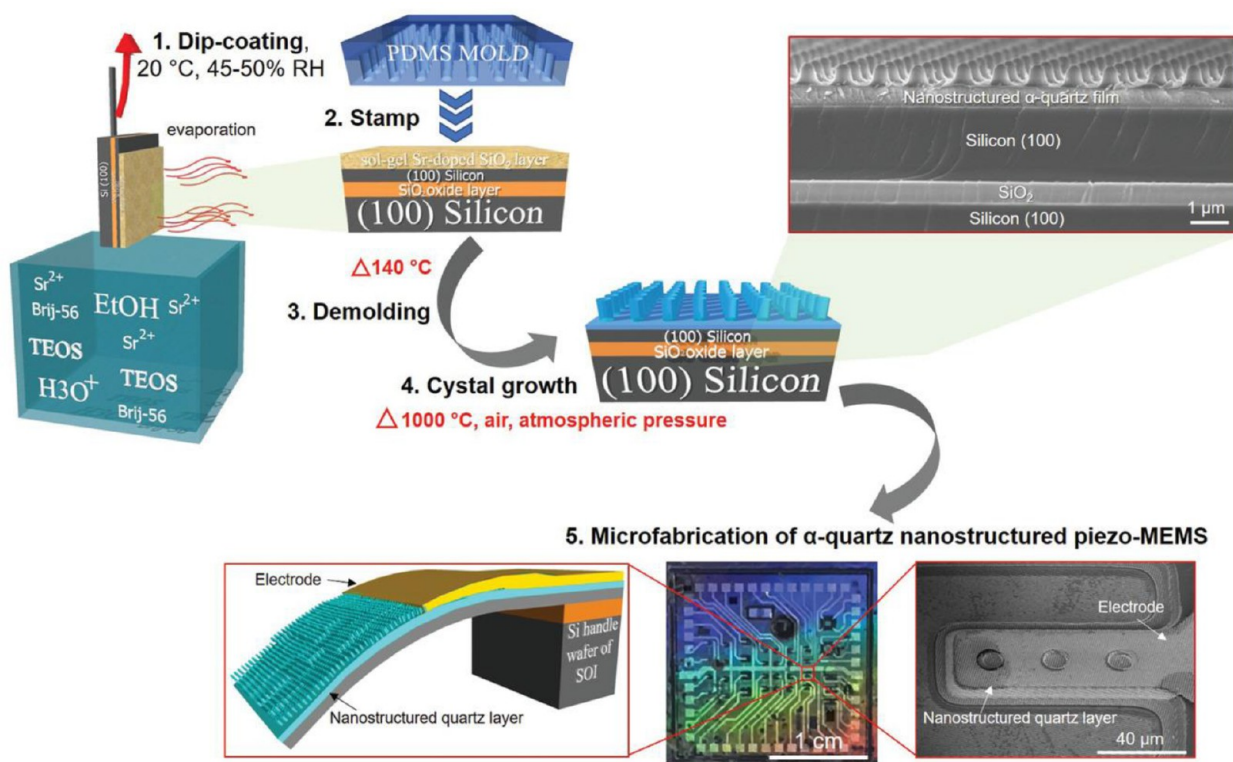 1. Dip-coating,
20 °C, 45-50% RH
evaporation
Si (100)
PDMS MOLD
2. Stamp
sol-gel Sr-doped SiO₂ layer
(100) Silicon
SiO₂ oxide layer
(100) Silicon
Sr²⁺
Brij-56
EtOH
Sr²⁺
TEOS
Sr²⁺
H3O⁺
TEOS
Brij-56
△140 °C
3. Demolding
4. Cystal growth
△ 1000 °C, air, atmospheric pressure
(100) Silicon
SiO oxide layer
(100) Silicon
Nanostructured α-quartz film
Silicon (100)
SiO₂
Silicon (100)
1 µm
5. Microfabrication of α-quartz nanostructured piezo-MEMS
Electrode
Si handle
wafer of
SOI
Nanostructured quartz layer
1 cm
Electrode
Nanostructured quartz layer
40 µm